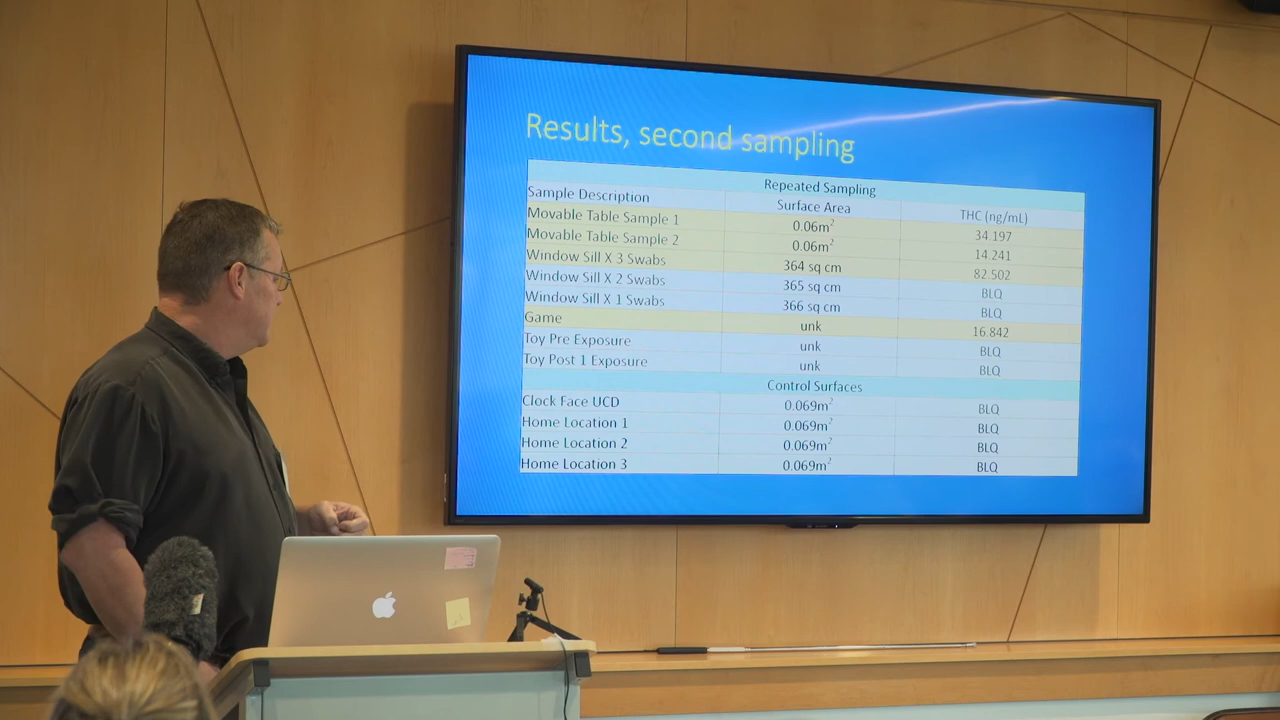 Results, second sampling
Repeated Sampling
Sample Description Surface Area THC (ng/mL)
Movable Table Sample 1 0.06m² 34.197
Movable Table Sample 2 0.06m² 14.241
Window Sill X 3 Swabs 364 sq cm 82.502
Window Sill X 2 Swabs 365 sq cm BLQ
Window Sill X 1 Swabs 366 sq cm BLQ
Game unk 16.842
Toy Pre Exposure unk BLQ
Toy Post 1 Exposure unk BLQ
Control Surfaces
Clock Face UCD 0.069m² BLQ
Home Location 1 0.069m² BLQ
Home Location 2 0.069m² BLQ
Home Location 3 0.069m² BLQ